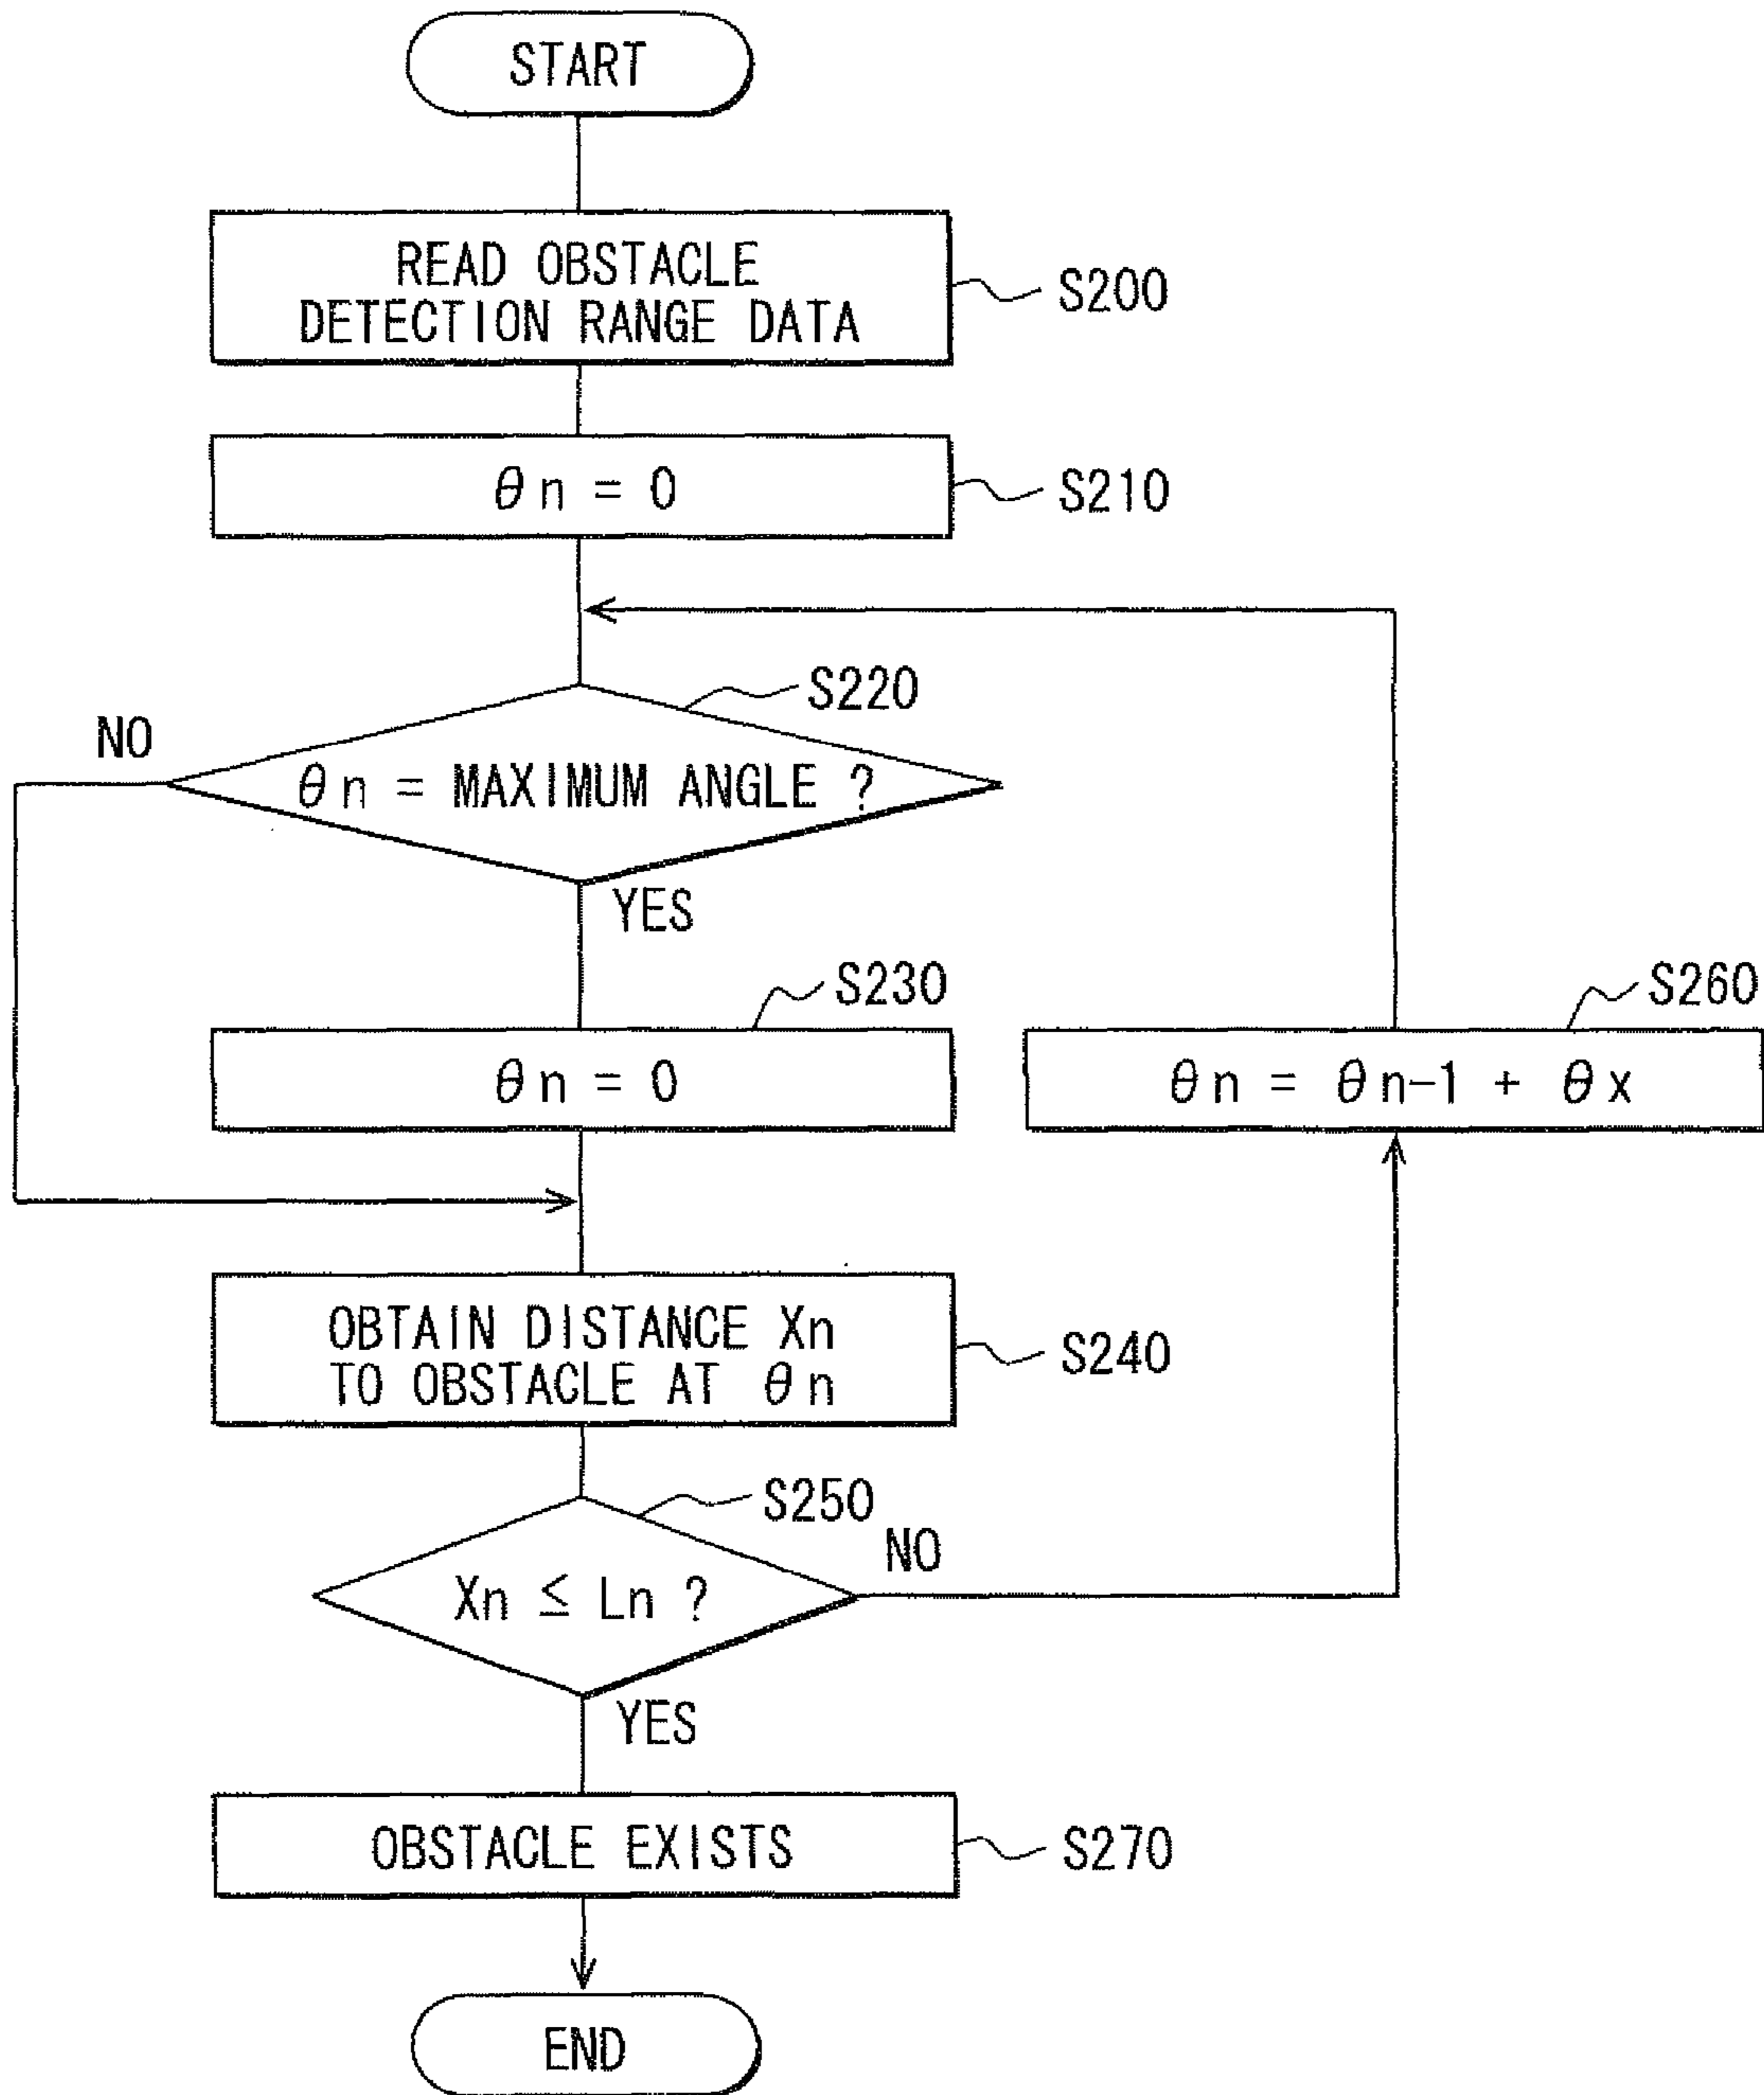 START
READ OBSTACLE
DETECTION RANGE DATA
S200
θn = 0
S210
S220
NO
θn = MAXIMUM ANGLE ?
YES
S230
S260
θn = 0
θn = θn-1 + θx
OBTAIN DISTANCE Xn
TO OBSTACLE AT θn
S240
S250
NO
Xn ≤ Ln ?
YES
OBSTACLE EXISTS
S270
END